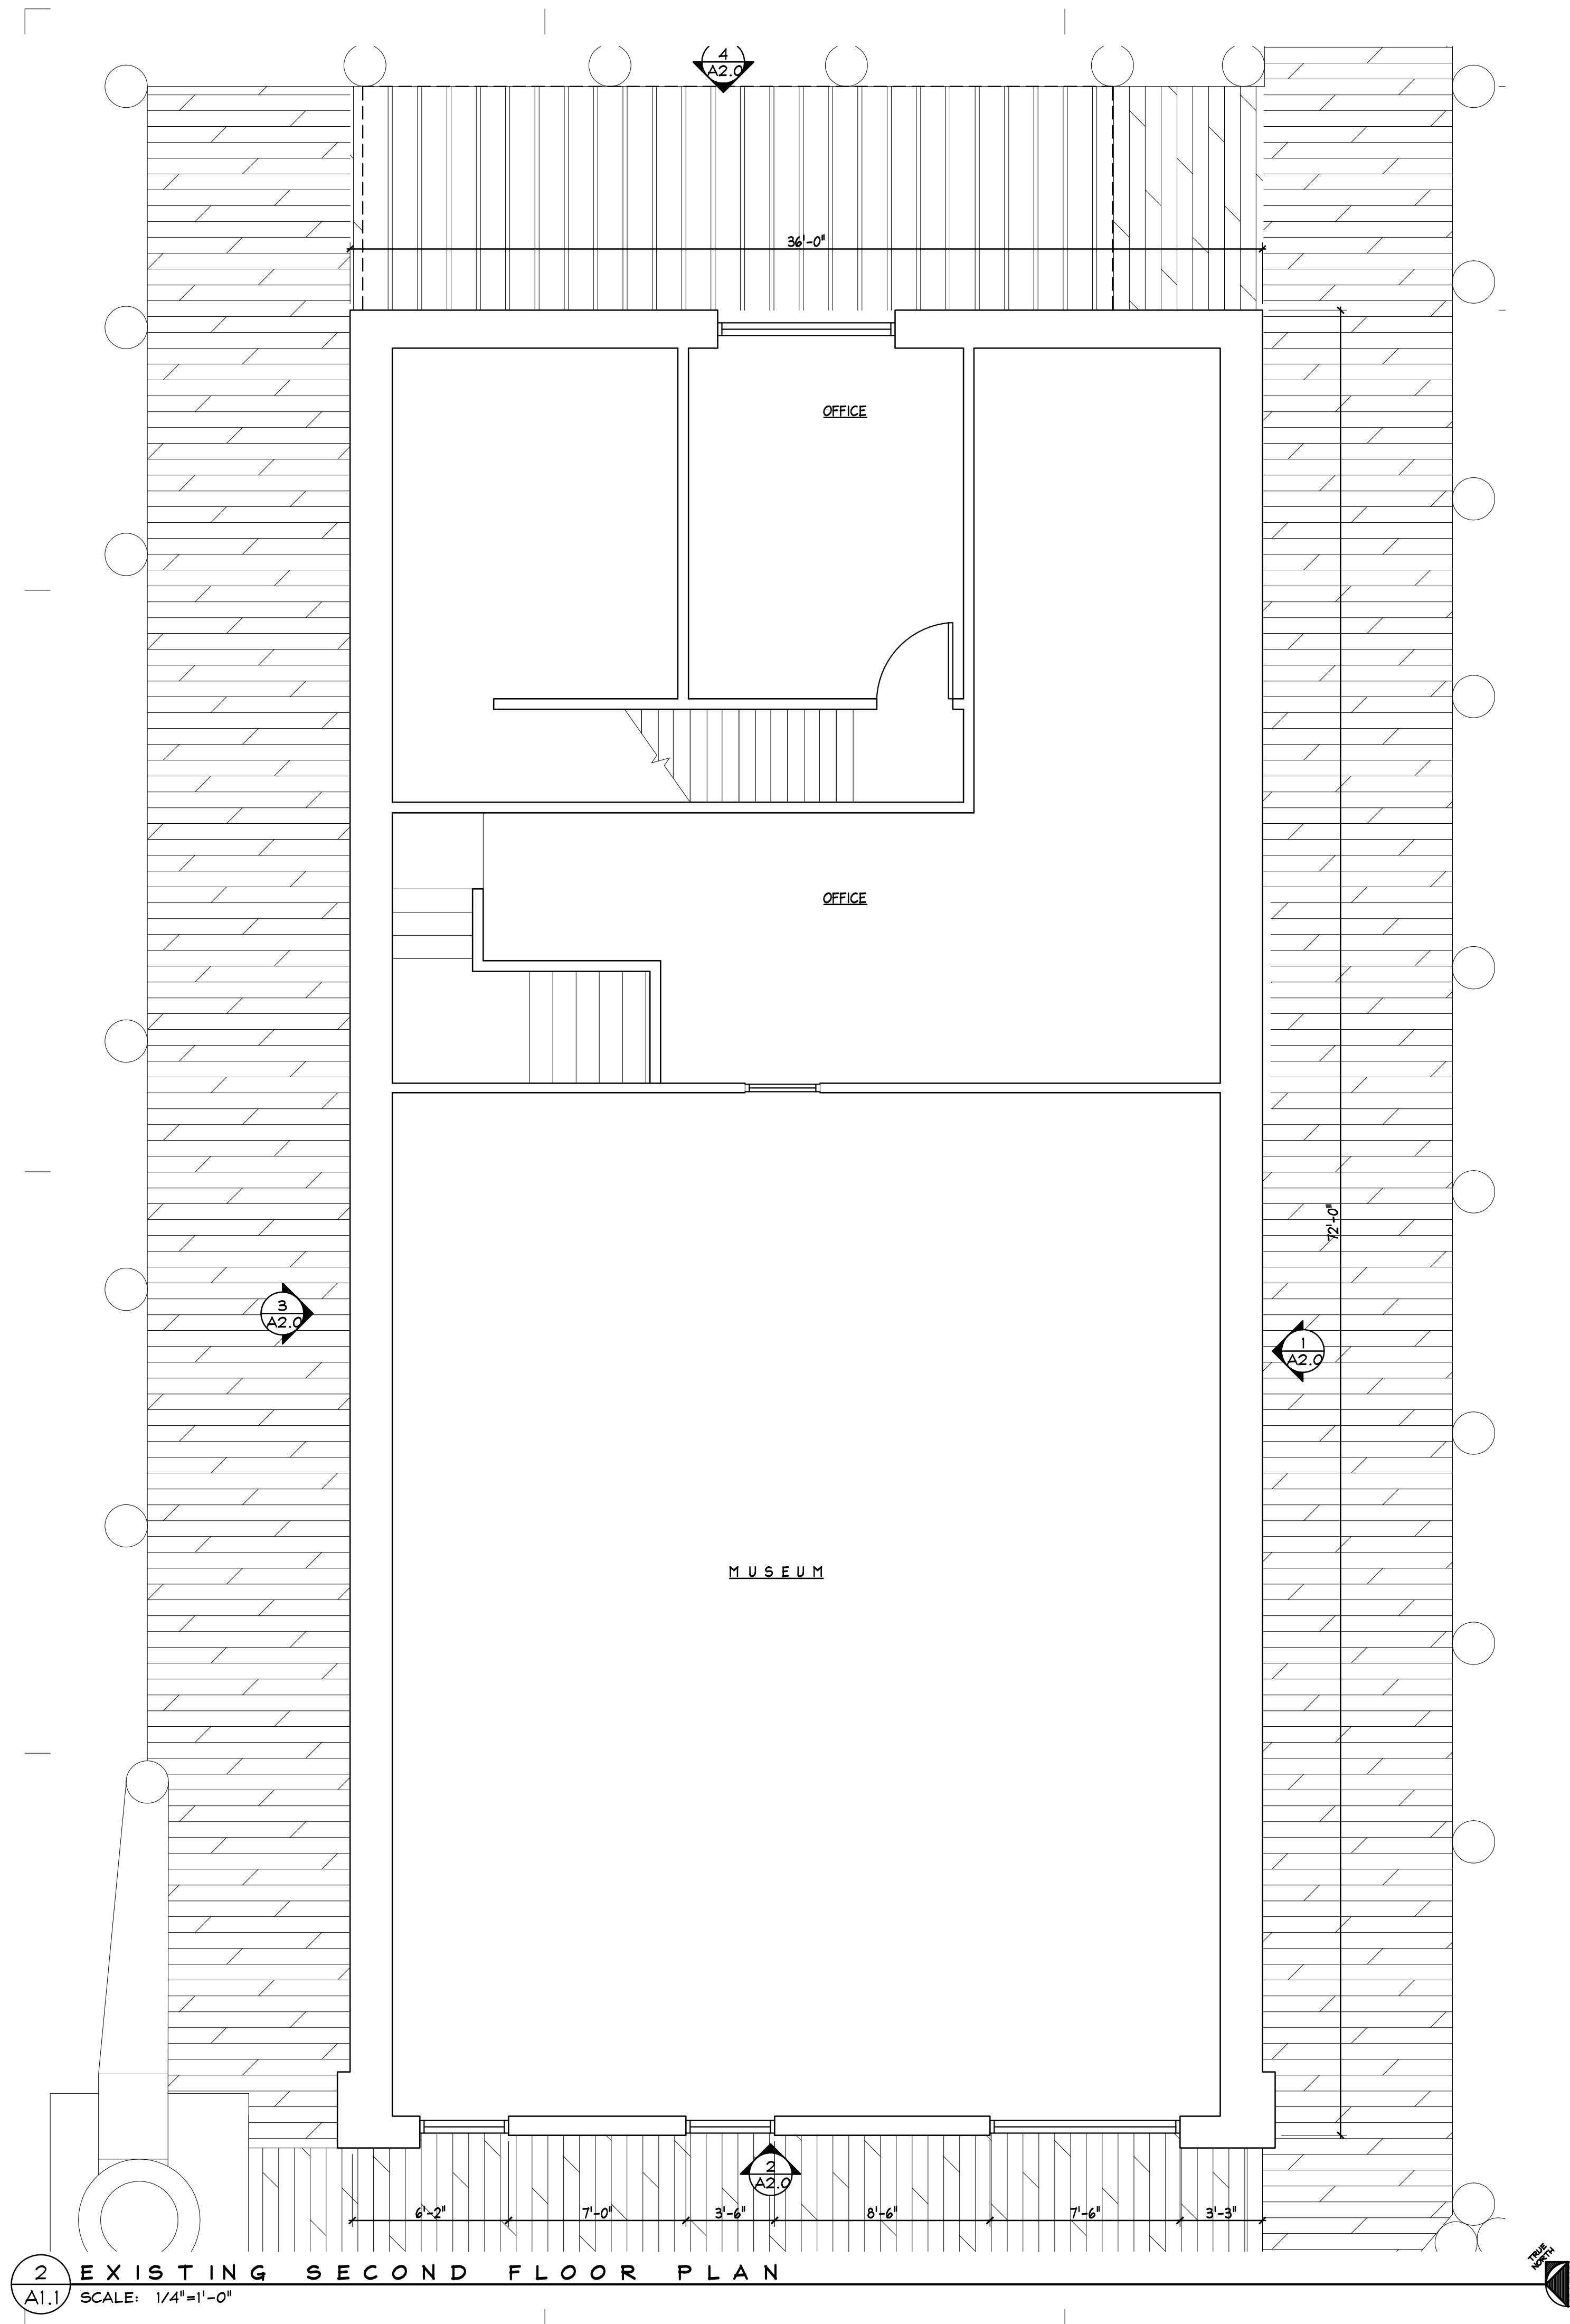 4
A2.0
36'-0"
OFFICE
OFFICE
72'-0"
3
A2.0
1
A2.0
MUSEUM
2
A2.0
6'-2"
7'-0"
3'-6"
8'-6"
7'-6"
3'-3"
TRUE
NORTH
2
A1.1
EXISTING SECOND FLOOR PLAN
SCALE: 1/4"=1'-0"